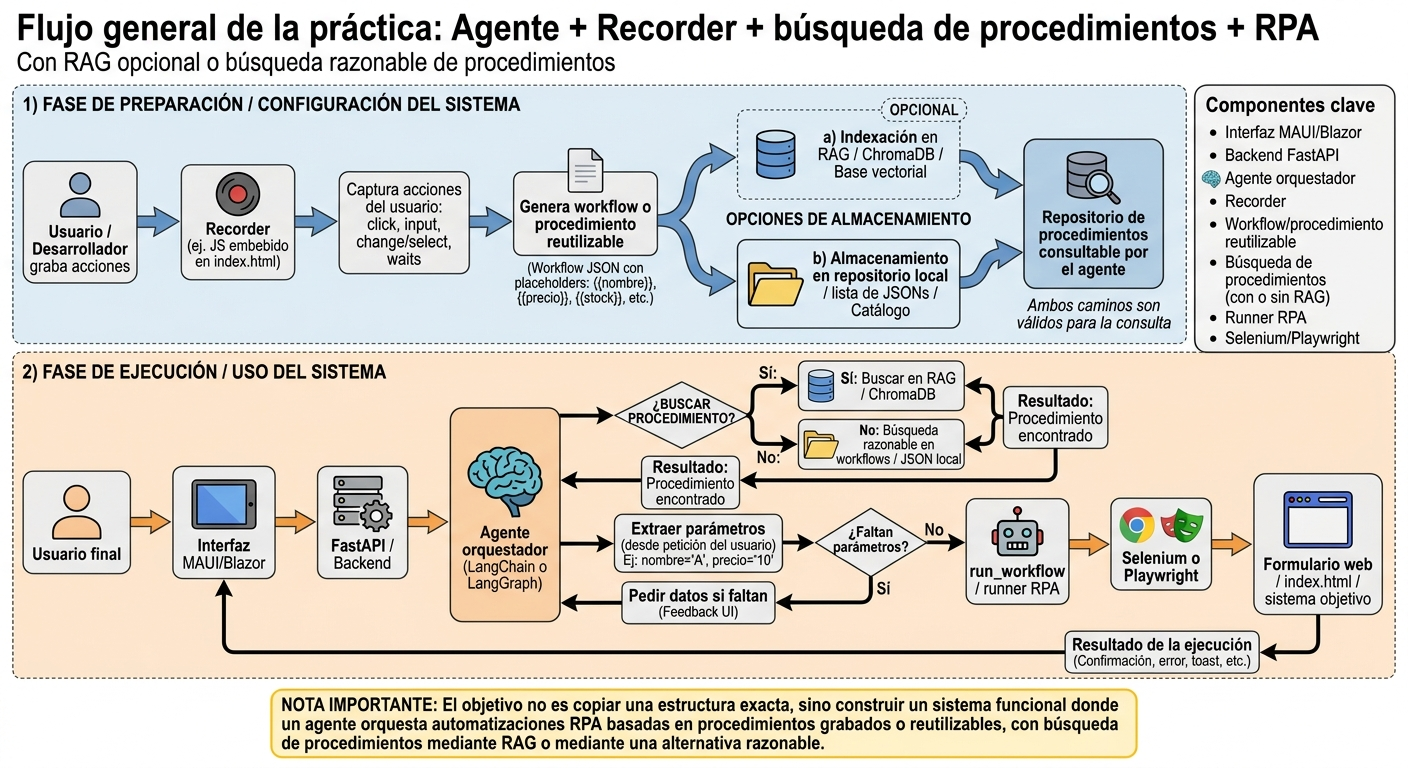 Flujo general de la práctica: Agente + Recorder + búsqueda de procedimientos + RPA
Con RAG opcional o búsqueda razonable de procedimientos
1) FASE DE PREPARACIÓN / CONFIGURACIÓN DEL SISTEMA
Usuario /
Desarrollador
graba acciones
Recorder
(ej. JS embebido
en index.html)
Captura acciones
del usuario:
click, input,
change/select,
waits
Genera workflow o
procedimiento
reutilizable
(Workflow JSON con
placeholders: {{nombre}},
{{precio}}, {{stock}}, etc.)
OPCIONAL
a) Indexación en
RAG / ChromaDB /
Base vectorial
OPCIONES DE ALMACENAMIENTO
b) Almacenamiento
en repositorio local
/ lista de JSONs /
Catálogo
Repositorio de
procedimientos
consultable por
el agente
Ambos caminos son
válidos para la consulta
Componentes clave
• Interfaz MAUI/Blazor
• Backend FastAPI
Agente orquestador
• Recorder
• Workflow/procedimiento
reutilizable
• Búsqueda de
procedimientos
(con o sin RAG)
• Runner RPA
• Selenium/Playwright
2) FASE DE EJECUCIÓN / USO DEL SISTEMA
Usuario final
Interfaz
MAUI/Blazor
FastAPI /
Backend
Agente
orquestador
(LangChain o
LangGraph)
¿BUSCAR
PROCEDIMIENTO?
Sí:
Sí: Buscar en RAG
/ ChromaDB
No:
No: Búsqueda
razonable en
workflows / JSON local
Resultado:
Procedimiento
encontrado
Resultado:
Procedimiento
encontrado
Extraer parámetros
(desde petición del usuario)
Ej: nombre='A', precio='10'
¿Faltan
parámetros?
No
Sí
Pedir datos si faltan
(Feedback UI)
run_workflow
/ runner RPA
Selenium o
Playwright
Formulario web
/ index.html /
sistema objetivo
Resultado de la ejecución
(Confirmación, error, toast, etc.)
NOTA IMPORTANTE: El objetivo no es copiar una estructura exacta, sino construir un sistema funcional donde
un agente orquesta automatizaciones RPA basadas en procedimientos grabados o reutilizables, con búsqueda
de procedimientos mediante RAG o mediante una alternativa razonable.